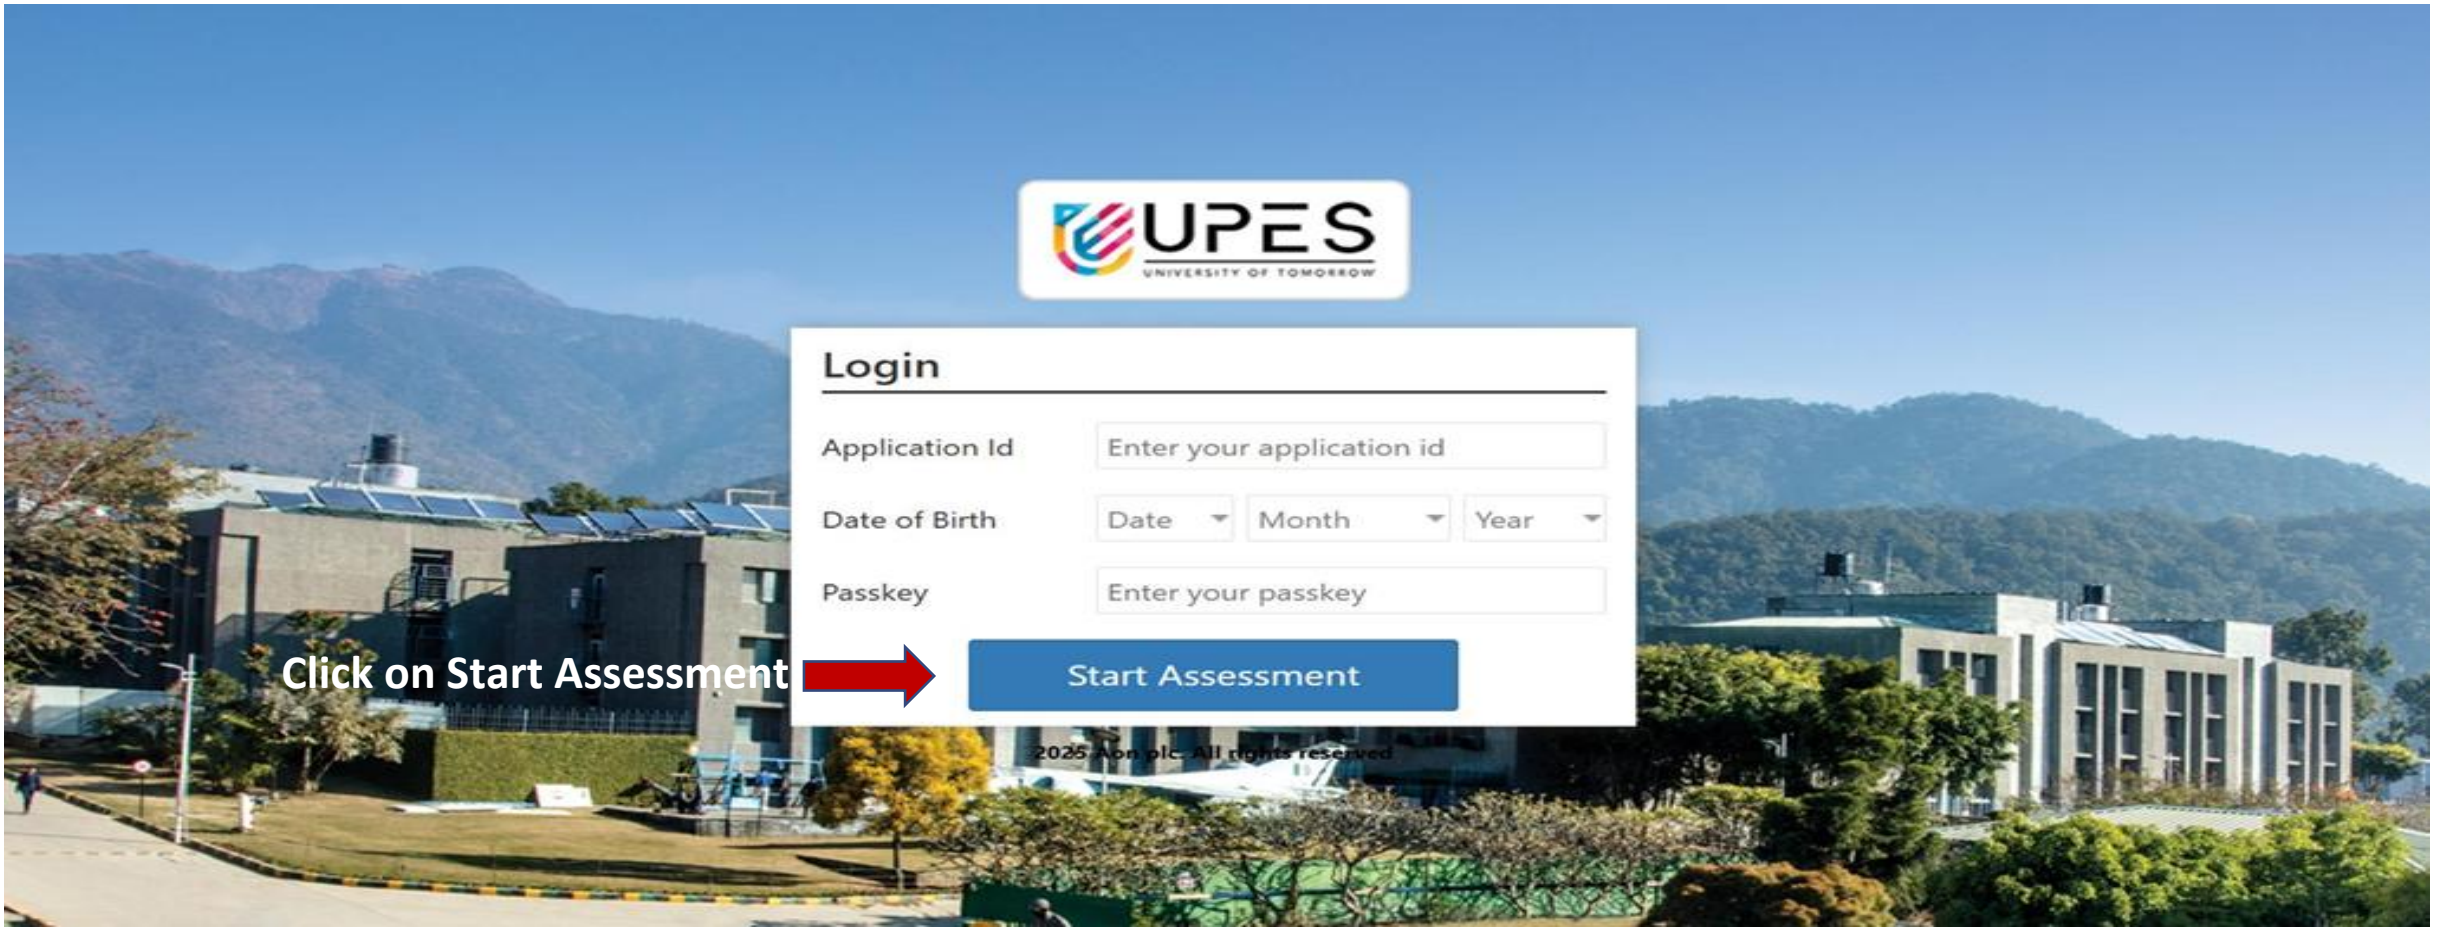 UPES
UNIVERSITY OF TOMORROW
Login
Application Id Enter your application id
Date of Birth Date Month Year
Passkey Enter your passkey
Click on Start Assessment Start Assessment
2025 Aon plc. All rights reserved